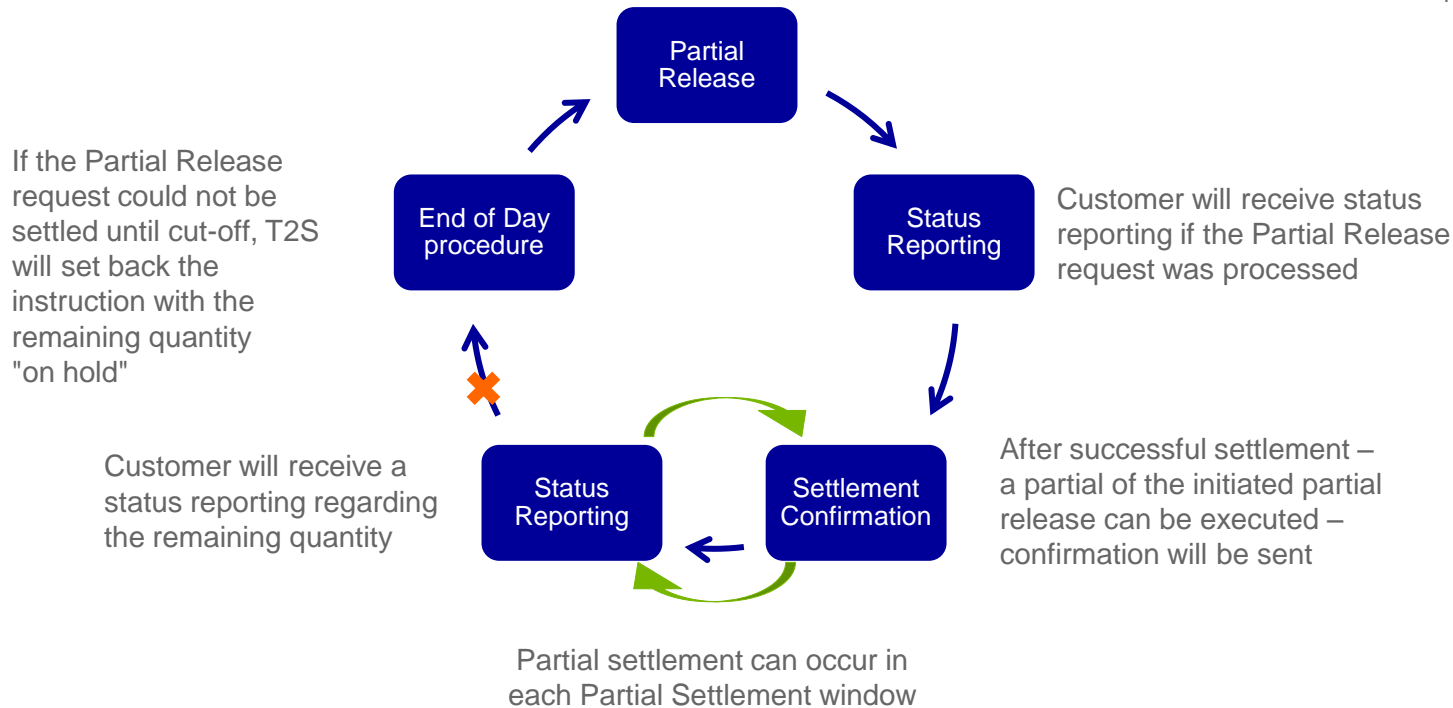 Partial
Release
If the Partial Release
request could not be
settled until cut-off, T2S
will set back the
instruction with the
remaining quantity
"on hold"
End of Day
procedure
Status
Reporting
Customer will receive status
reporting if the Partial Release
request was processed
Customer will receive a
status reporting regarding
the remaining quantity
Status
Reporting
Settlement
Confirmation
After successful settlement –
a partial of the initiated partial
release can be executed –
confirmation will be sent
Partial settlement can occur in
each Partial Settlement window